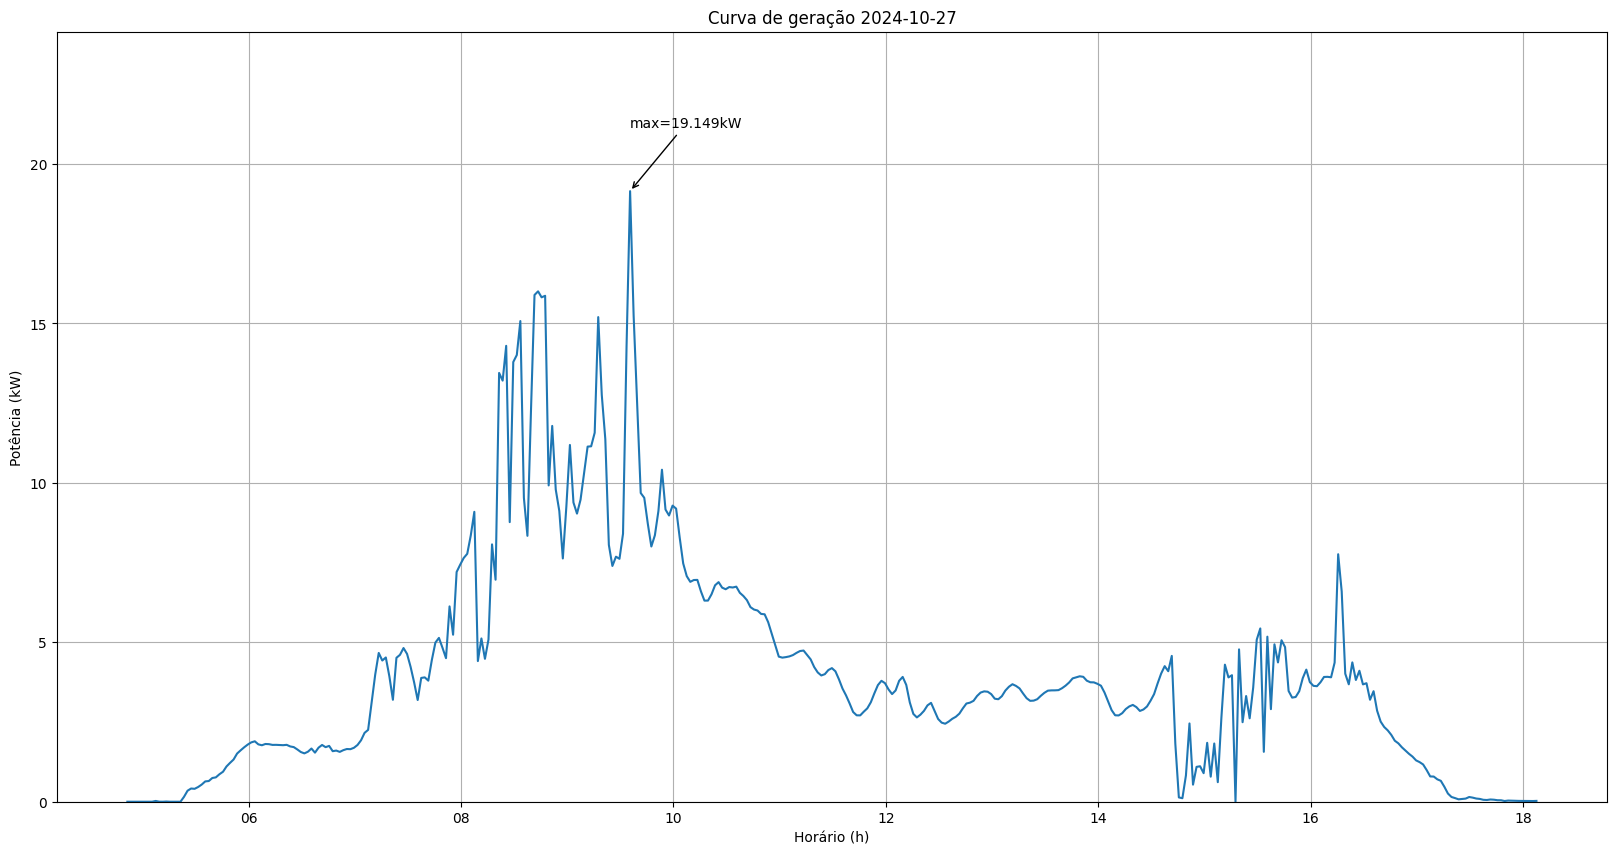 Curva de geração 2024-10-27
max=19.149kW
Potência (kW)
20
15
10
5
0
06 08 10 12 14 16 18
Horário (h)